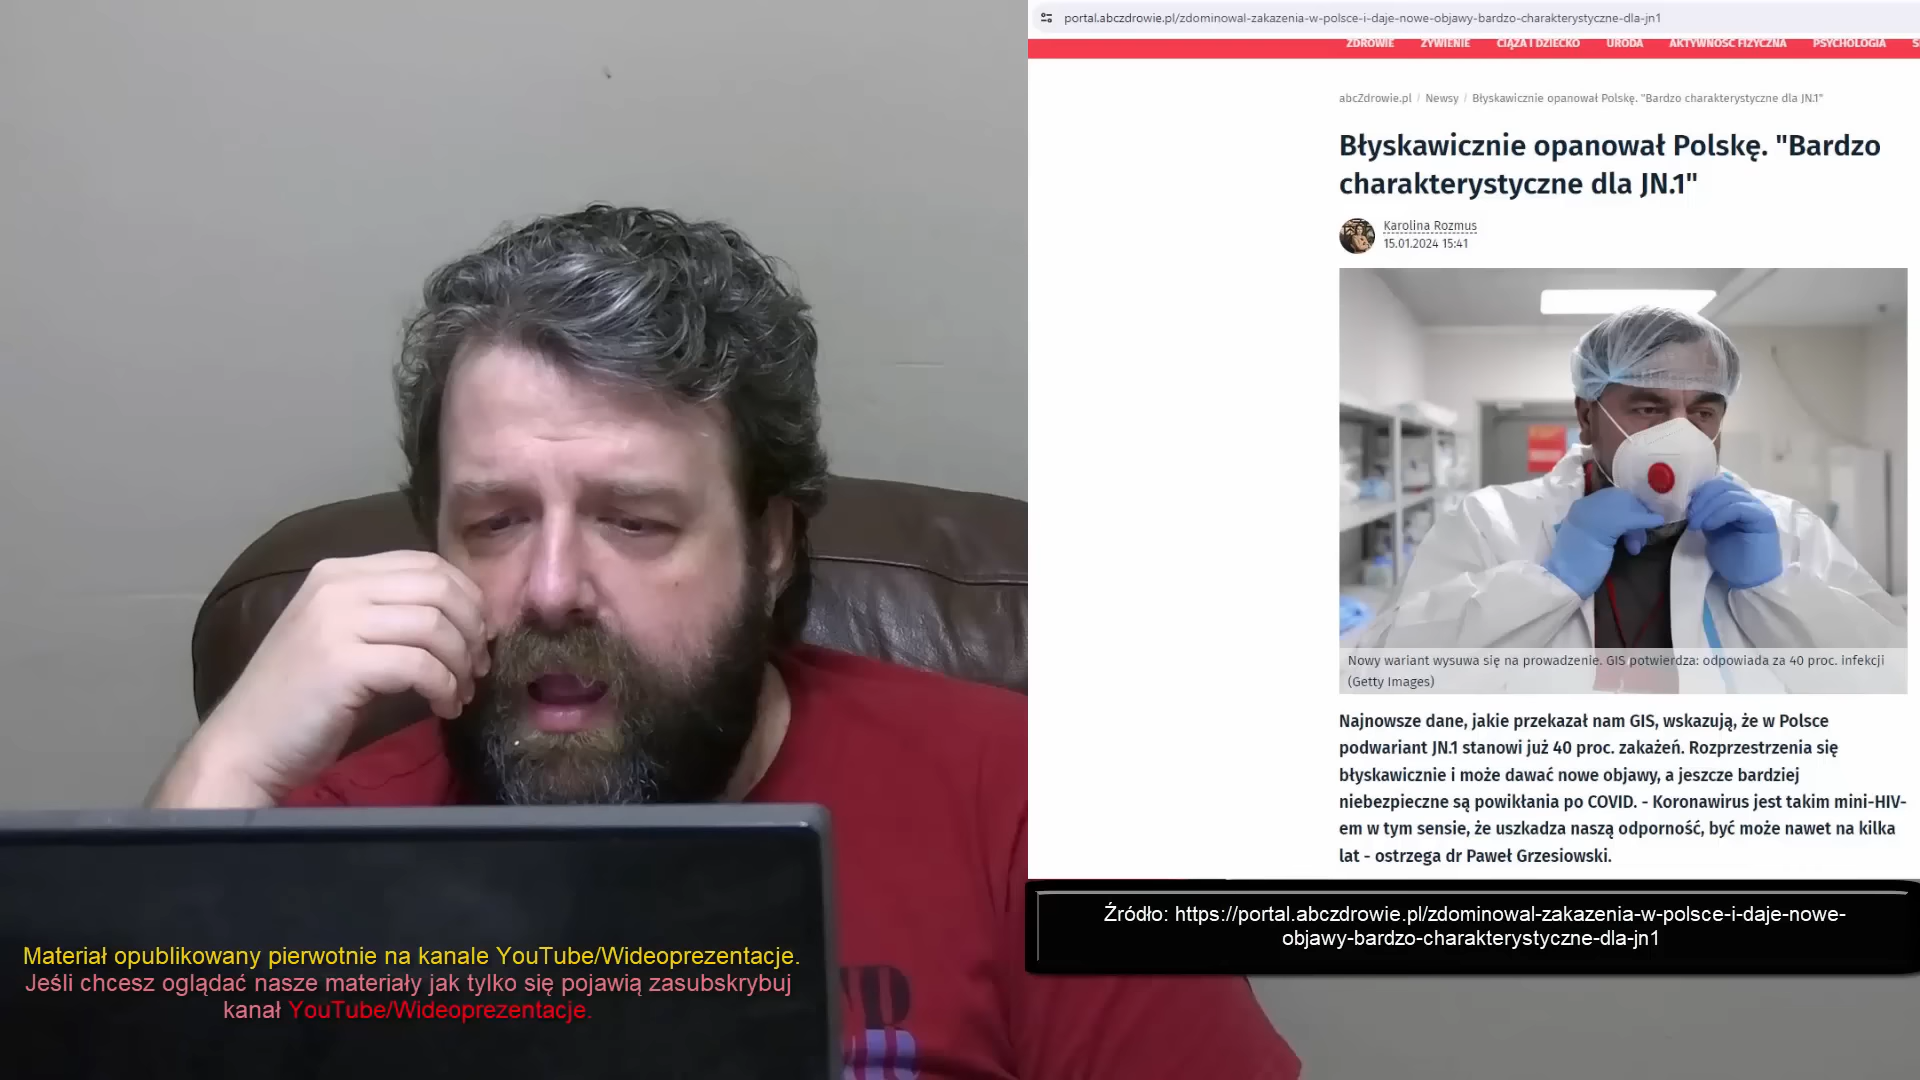 portal.abczdrowie.pl/zdominowal-zakazenia-w-polsce-i-daje-nowe-objawy-bardzo-charakterystyczne-dla-jn1
ZDROWIE ŻYWIENIE CIĄŻA I DZIECKO URODA AKTYWNOŚĆ FIZYCZNA PSYCHOLOGIA
abcZdrowie.pl / Newsy / Błyskawicznie opanował Polskę. "Bardzo charakterystyczne dla JN.1"
Błyskawicznie opanował Polskę. "Bardzo
charakterystyczne dla JN.1"
Karolina Rozmus
15.01.2024 15:41
Nowy wariant wysuwa się na prowadzenie. GIS potwierdza: odpowiada za 40 proc. infekcji
(Getty Images)
Najnowsze dane, jakie przekazał nam GIS, wskazują, że w Polsce
podwariant JN.1 stanowi już 40 proc. zakażeń. Rozprzestrzenia się
błyskawicznie i może dawać nowe objawy, a jeszcze bardziej
niebezpieczne są powikłania po COVID. - Koronawirus jest takim mini-HIV-
em w tym sensie, że uszkadza naszą odporność, być może nawet na kilka
lat - ostrzega dr Paweł Grzesiowski.
Źródło: https://portal.abczdrowie.pl/zdominowal-zakazenia-w-polsce-i-daje-nowe-
objawy-bardzo-charakterystyczne-dla-jn1
Materiał opublikowany pierwotnie na kanale YouTube/Wideoprezentacje.
Jeśli chcesz oglądać nasze materiały jak tylko się pojawią zasubskrybuj
kanał YouTube/Wideoprezentacje.